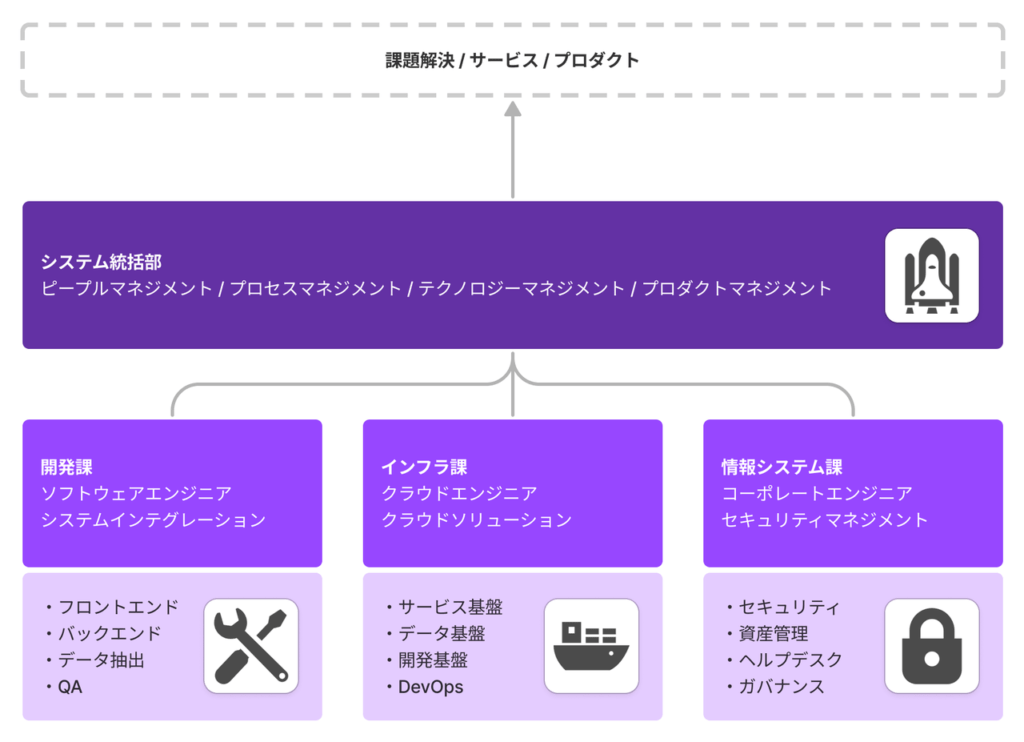 課題解決 / サービス / プロダクト
システム統括部
ピープルマネジメント / プロセスマネジメント / テクノロジーマネジメント / プロダクトマネジメント
開発課
ソフトウェアエンジニア
システムインテグレーション
・フロントエンド
・バックエンド
・データ抽出
・QA
インフラ課
クラウドエンジニア
クラウドソリューション
・サービス基盤
・データ基盤
・開発基盤
・DevOps
情報システム課
コーポレートエンジニア
セキュリティマネジメント
・セキュリティ
・資産管理
・ヘルプデスク
・ガバナンス